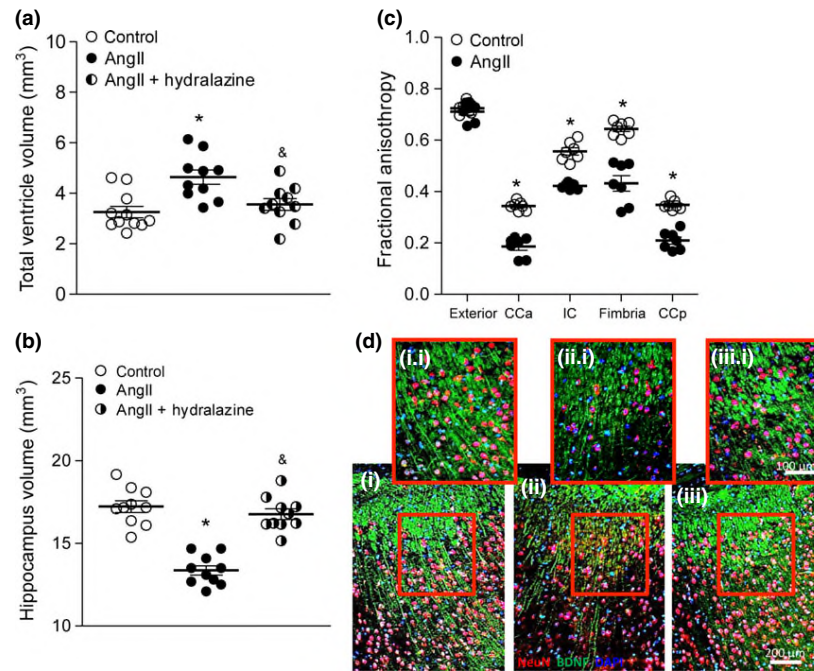 (a)
Control
AngII
AngII + hydralazine
Total ventricle volume (mm³)
10
8
6
4
2
0
*
&
(b)
Control
AngII
AngII + hydralazine
Hippocampus volume (mm³)
25
20
15
10
*
&
(c)
Control
AngII
Fractional anisotropy
1.0
0.8
0.6
0.4
0.2
0.0
*
*
*
*
Exterior CCa IC Fimbria CCp
(d)
(i.i)
(ii.i)
(iii.i)
100 µm
(i)
(ii)
(iii)
NeuN BDNF DAPI
200 µm